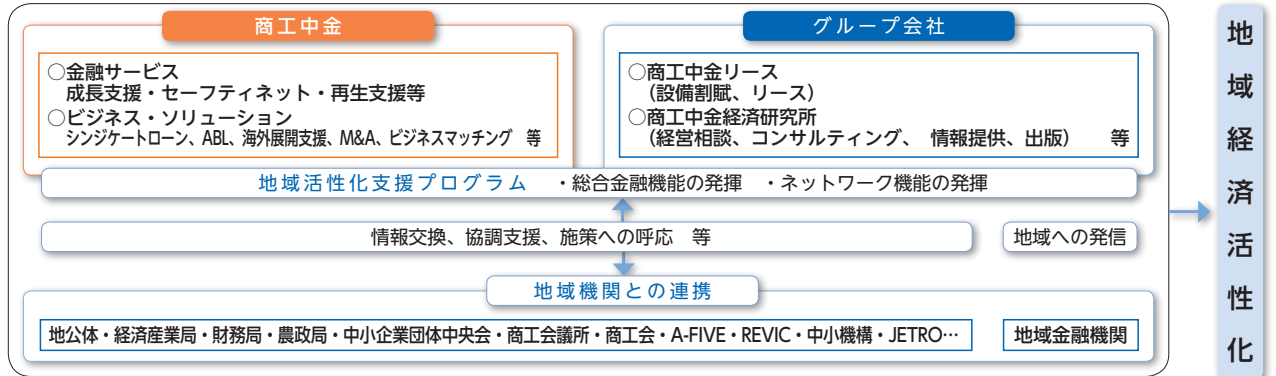 商工中金
○金融サービス
成長支援・セーフティネット・再生支援等
○ビジネス・ソリューション
シンジケートローン、ABL、海外展開支援、M&A、ビジネスマッチング　等
グループ会社
○商工中金リース
（設備割賦、リース）
○商工中金経済研究所
（経営相談、コンサルティング、 情報提供、出版）　　等
地域活性化支援プログラム　・総合金融機能の発揮　・ネットワーク機能の発揮
情報交換、協調支援、施策への呼応　等
地域への発信
地域機関との連携
地公体・経済産業局・財務局・農政局・中小企業団体中央会・商工会議所・商工会・A-FIVE・REVIC・中小機構・JETRO…
地域金融機関
地域経済活性化